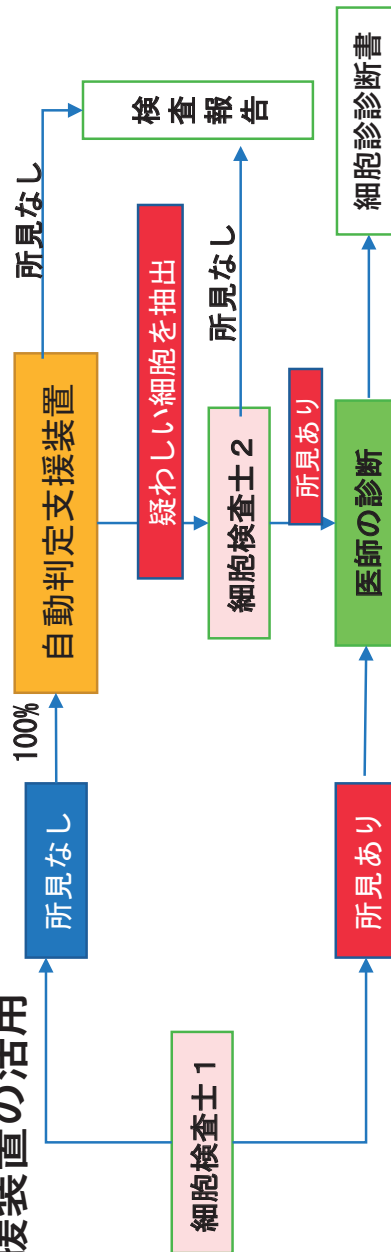 援装置の活用
細胞検査士1
所見なし
100%
自動判定支援装置
所見なし
検査報告
疑わしい細胞を抽出
細胞検査士2
所見なし
所見あり
所見あり
医師の診断
細胞診診断書